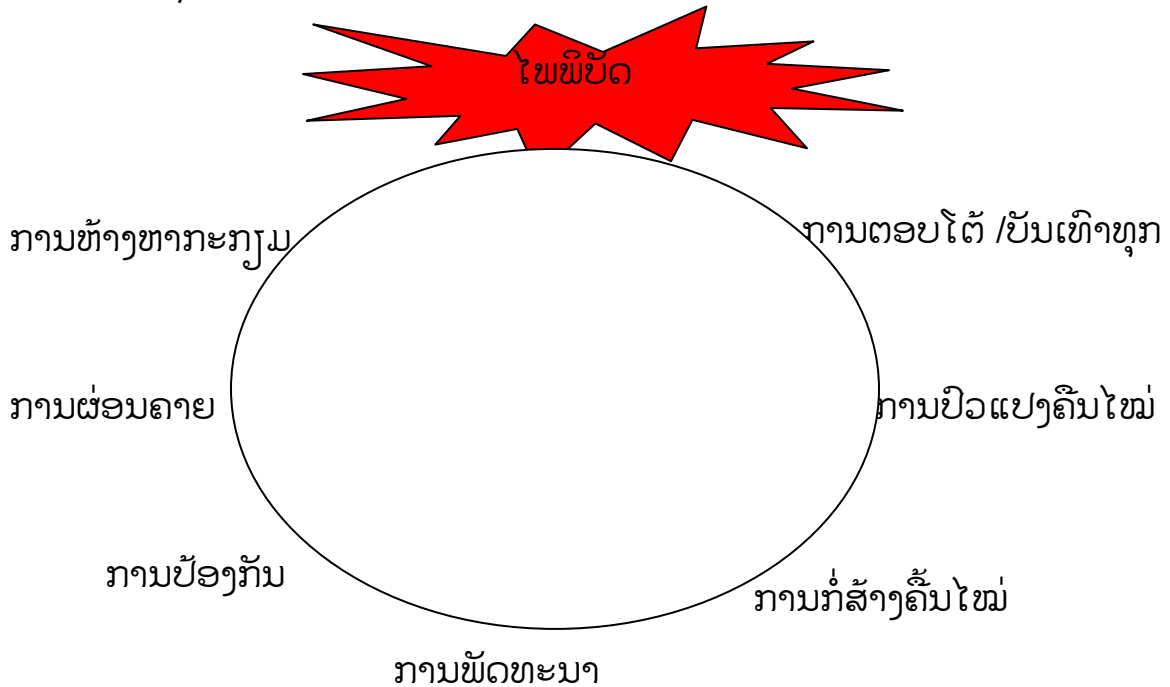 ໄພພິບັດ
ການຫ້າງຫາກະກຽມ
ການຕອບໂຕ້ /ບັນເທົາທຸກ
ການຜ່ອນຄາຍ
ການປົວແປງຄືນໄໝ່
ການປ້ອງກັນ
ການກໍ່ສ້າງຄື້ນໄໝ່
ການພັດທະນາ